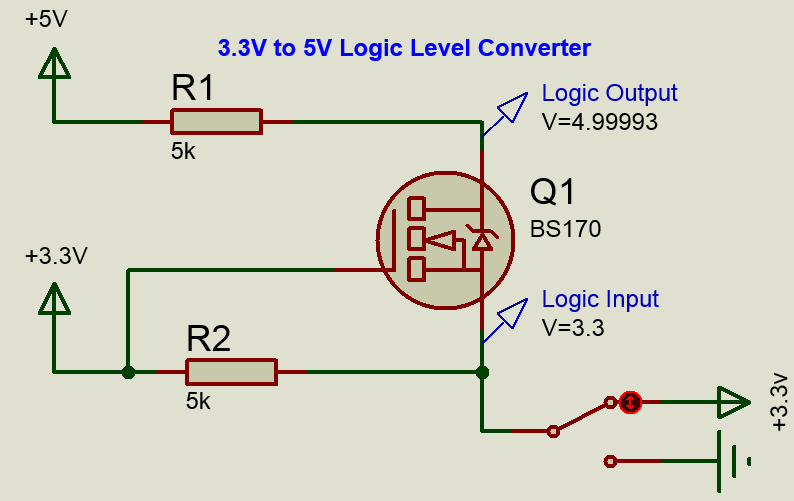 +5V
3.3V to 5V Logic Level Converter
R1
5k
Logic Output
V=4.99993
Q1
BS170
+3.3V
Logic Input
V=3.3
R2
5k
+3.3v